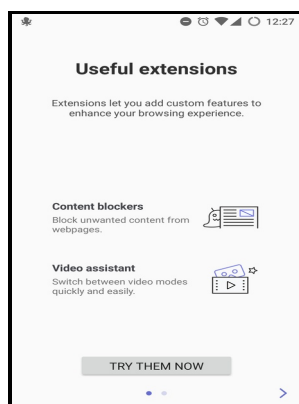 12:27
Useful extensions
Extensions let you add custom features to
enhance your browsing experience.
Content blockers
Block unwanted content from
webpages.
Video assistant
Switch between video modes
quickly and easily.
TRY THEM NOW